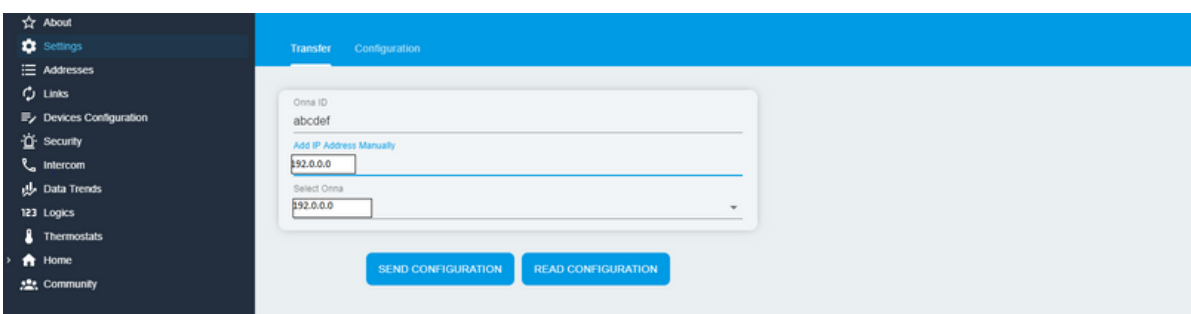 About
Settings
Addresses
Links
Devices Configuration
Security
Intercom
Data Trends
123 Logics
Thermostats
Home
Community
Transfer Configuration
Onna ID
abcdef
Add IP Address Manually
192.0.0.0
Select Onna
192.0.0.0
SEND CONFIGURATION READ CONFIGURATION